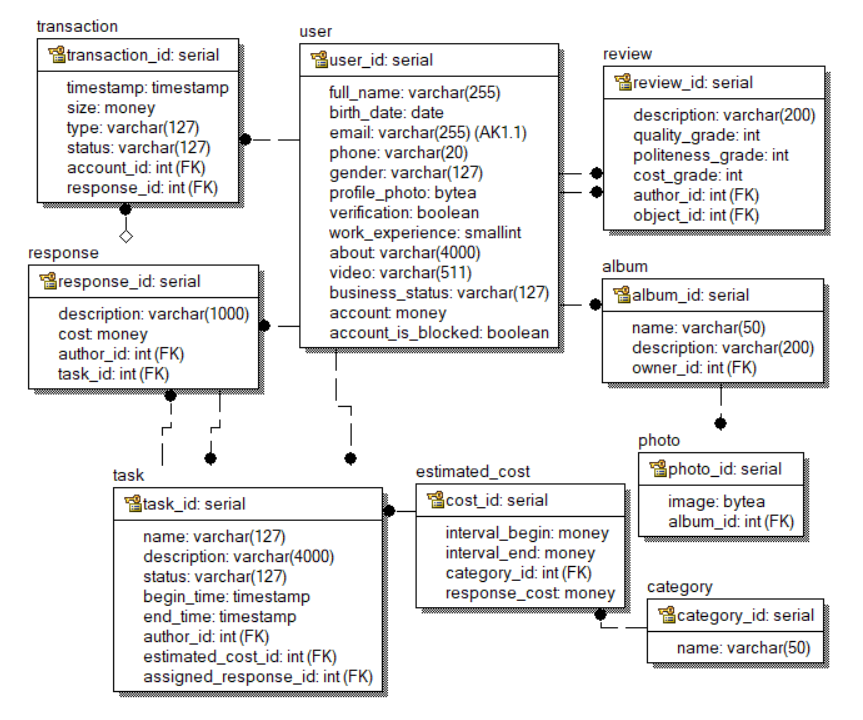 transaction
transaction_id: serial
timestamp: timestamp
size: money
type: varchar(127)
status: varchar(127)
account_id: int (FK)
response_id: int (FK)
user
user_id: serial
full_name: varchar(255)
birth_date: date
email: varchar(255) (AK1.1)
phone: varchar(20)
gender: varchar(127)
profile_photo: bytea
verification: boolean
work_experience: smallint
about: varchar(4000)
video: varchar(511)
business_status: varchar(127)
account: money
account_is_blocked: boolean
review
review_id: serial
description: varchar(200)
quality_grade: int
politeness_grade: int
cost_grade: int
author_id: int (FK)
object_id: int (FK)
response
response_id: serial
description: varchar(1000)
cost: money
author_id: int (FK)
task_id: int (FK)
album
album_id: serial
name: varchar(50)
description: varchar(200)
owner_id: int (FK)
photo
photo_id: serial
image: bytea
album_id: int (FK)
task
task_id: serial
name: varchar(127)
description: varchar(4000)
status: varchar(127)
begin_time: timestamp
end_time: timestamp
author_id: int (FK)
estimated_cost_id: int (FK)
assigned_response_id: int (FK)
estimated_cost
cost_id: serial
interval_begin: money
interval_end: money
category_id: int (FK)
response_cost: money
category
category_id: serial
name: varchar(50)